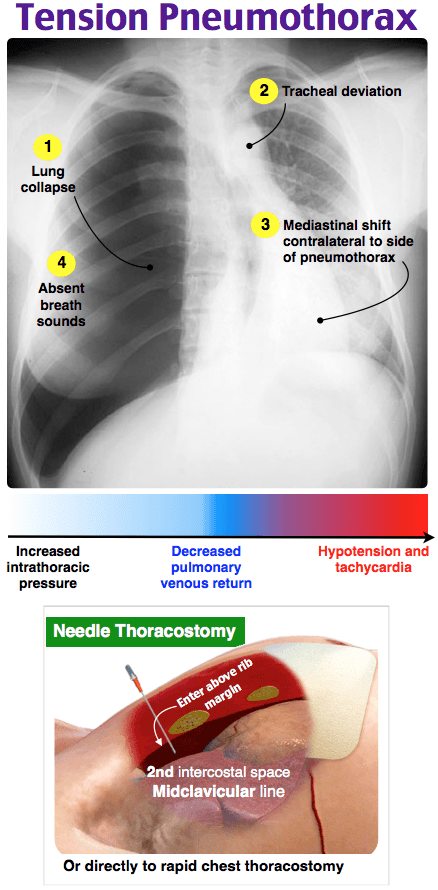 Tension Pneumothorax
2
Tracheal deviation
1
Lung
collapse
3
Mediastinal shift
contralateral to side
of pneumothorax
4
Absent
breath
sounds
Increased
intrathoracic
pressure
Decreased
pulmonary
venous return
Hypotension and
tachycardia
Needle Thoracostomy
Enter above rib
margin
2nd intercostal space
Midclavicular line
Or directly to rapid chest thoracostomy